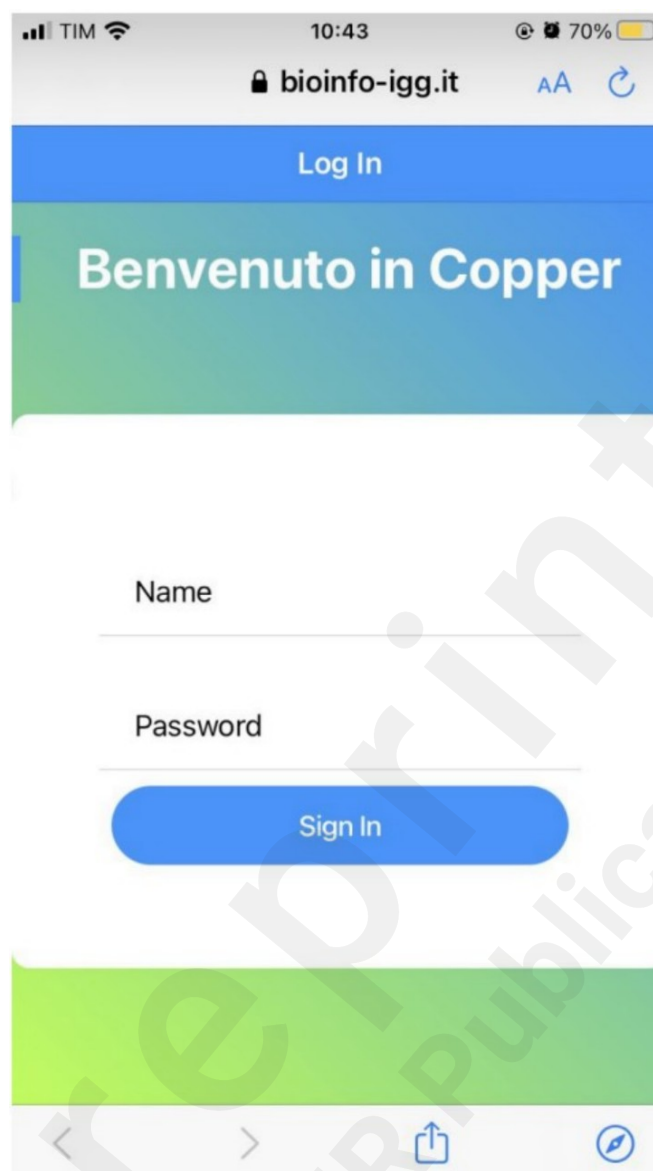 TIM 10:43 70%
bioinfo-igg.it AA
Log In
Benvenuto in Copper
Name
Password
Sign In